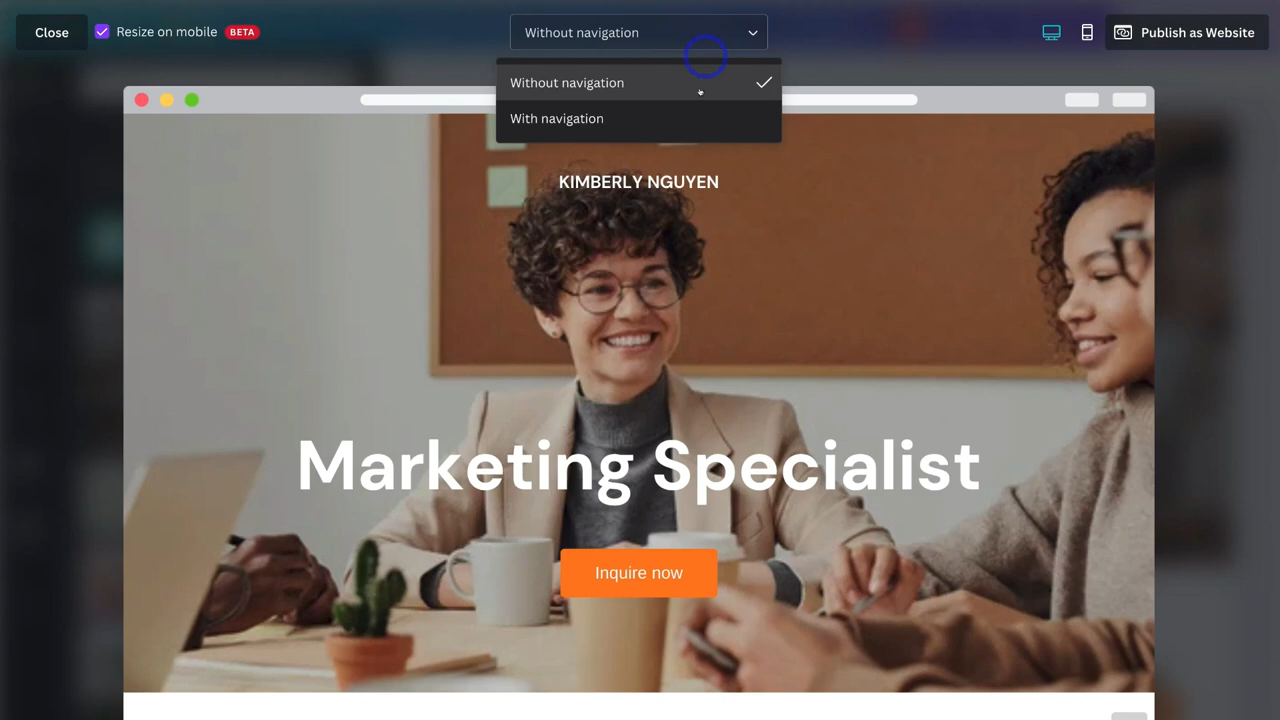 Close
Resize on mobile BETA
Without navigation
Publish as Website
Without navigation
With navigation
KIMBERLY NGUYEN
Marketing Specialist
Inquire now